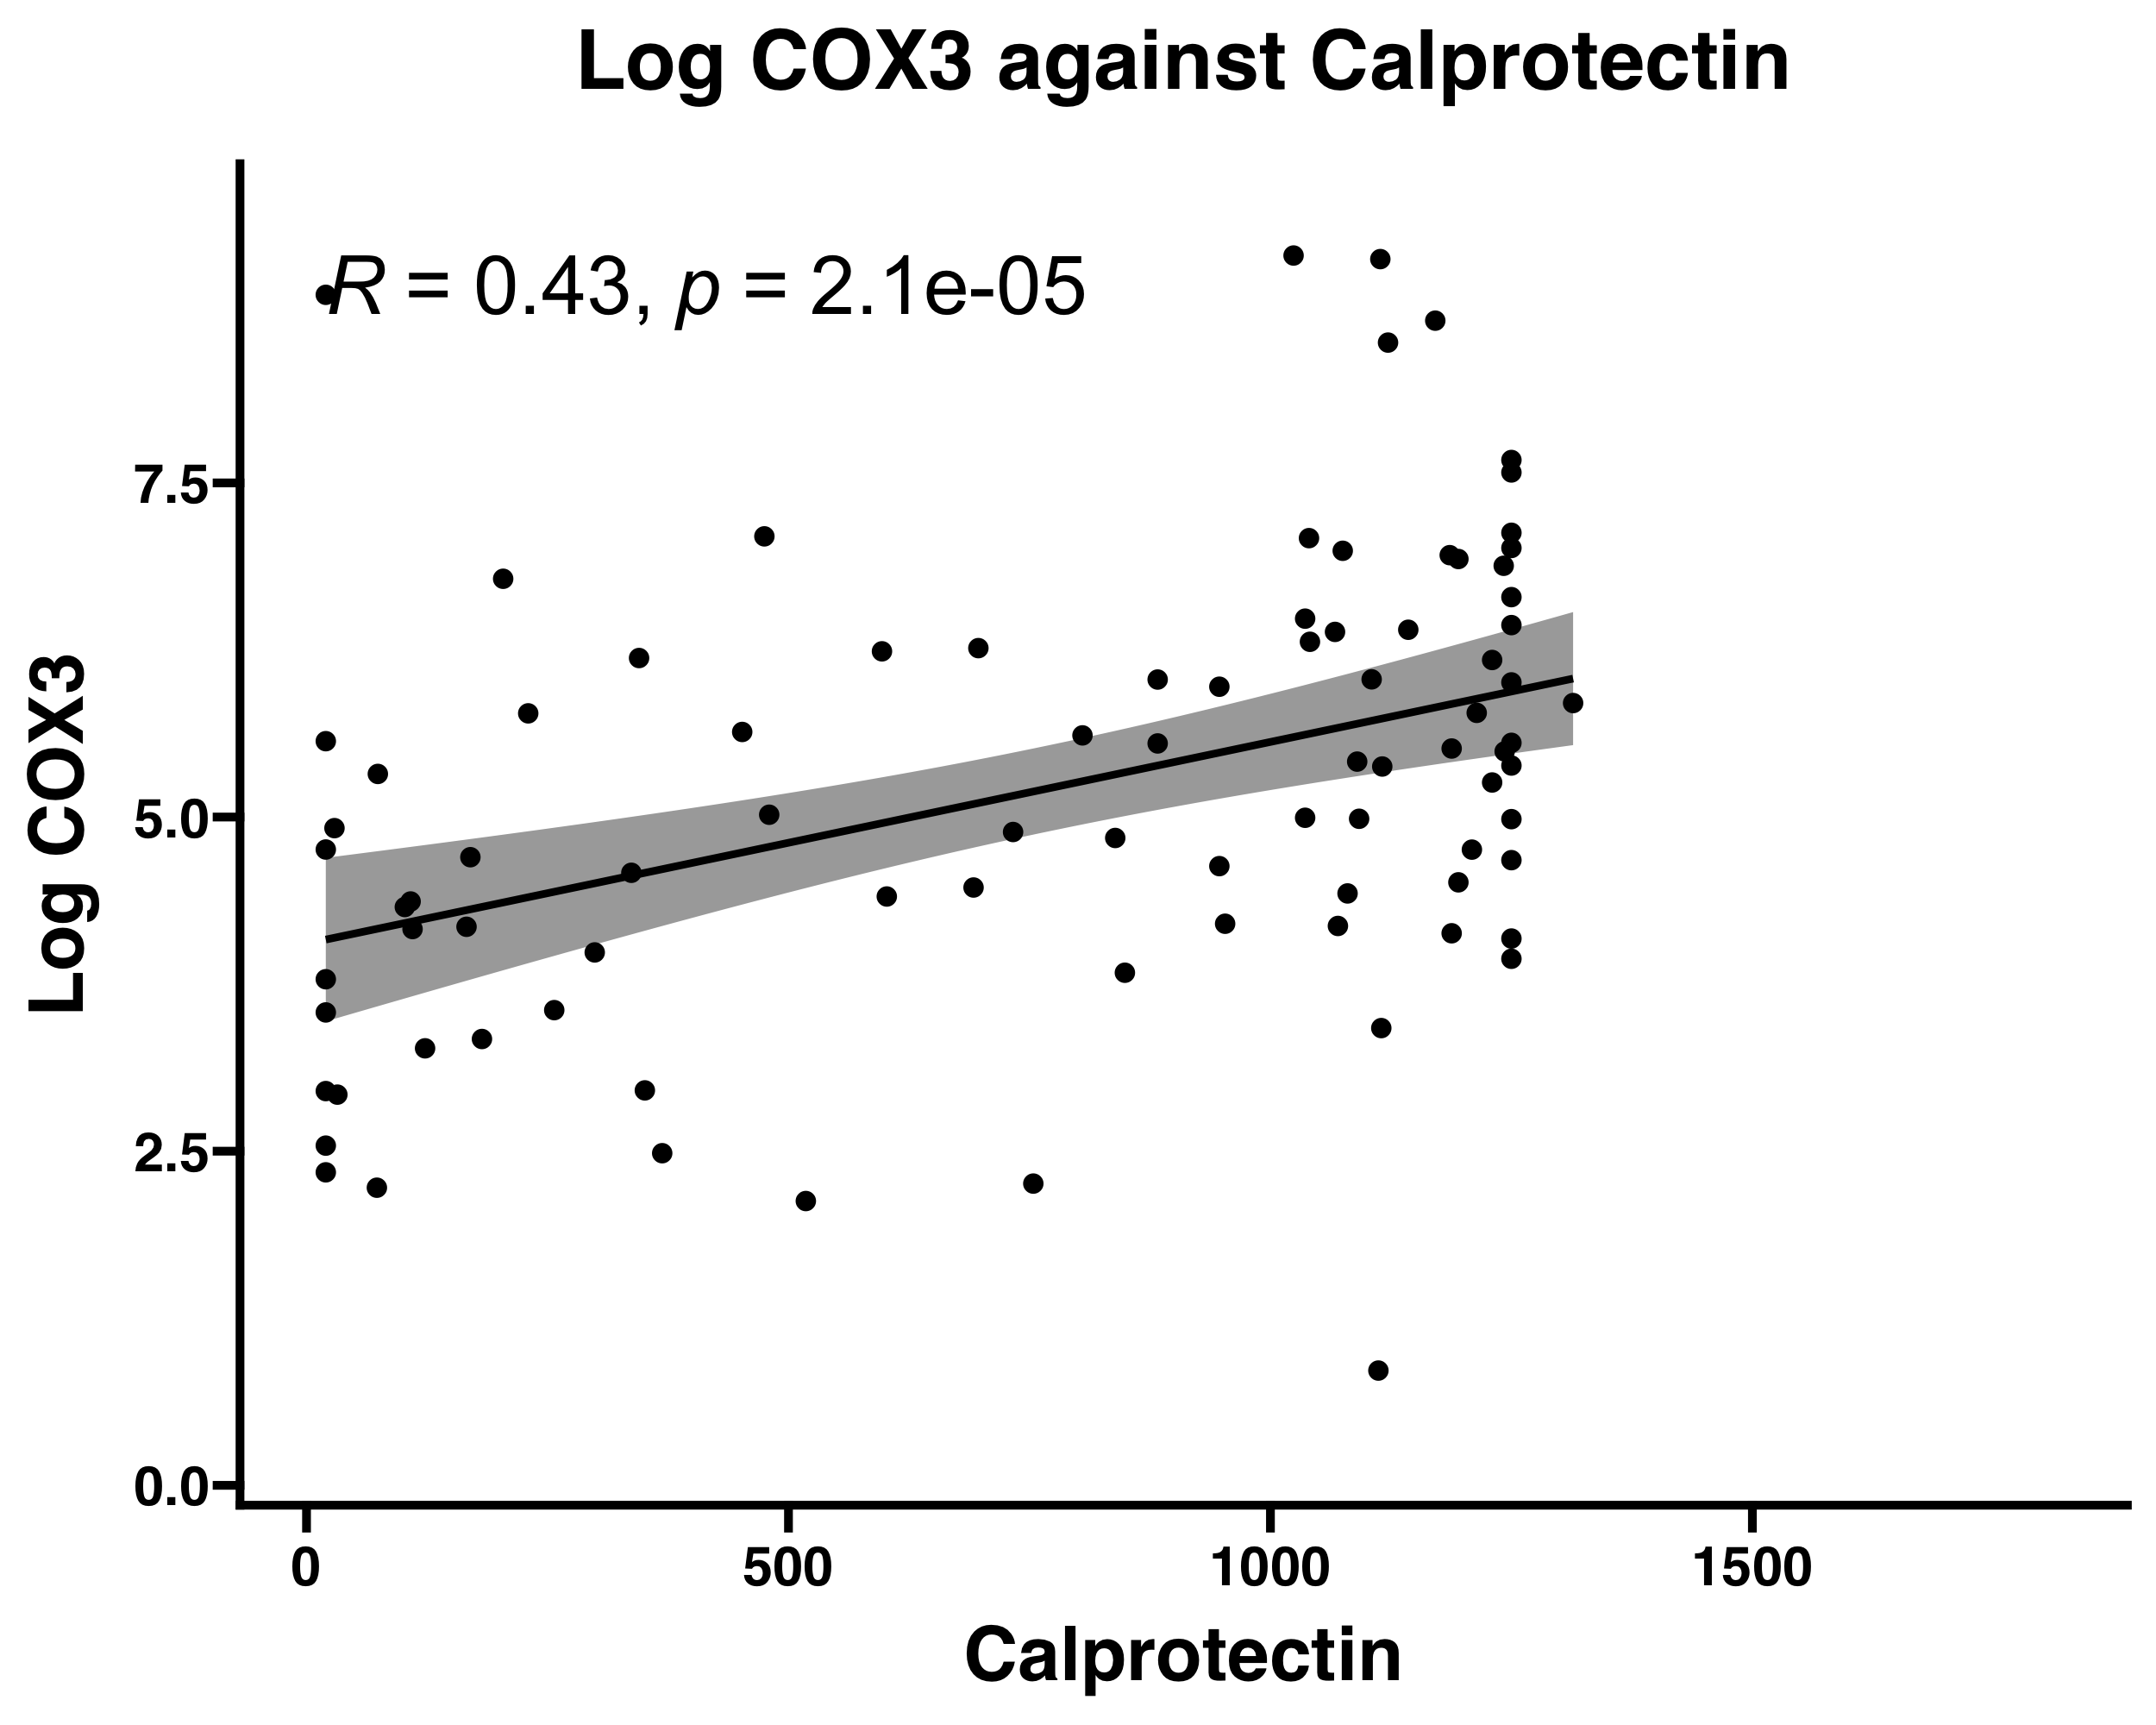 Log COX3 against Calprotectin
R = 0.43, p = 2.1e-05
7.5
5.0
2.5
0.0
Log COX3
0 500 1000 1500
Calprotectin